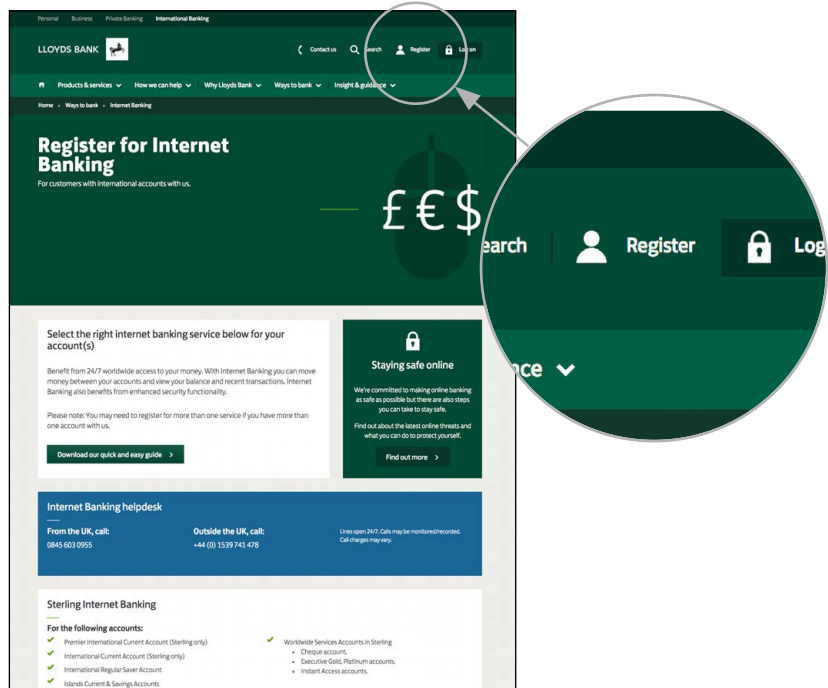 Personal Business Private Banking International Banking
LLOYDS BANK
Contact us Search Register Log on
Products & services How we can help Why Lloyds Bank Ways to bank Insight & guidance
Home Ways to bank Internet Banking
Register for Internet
Banking
For customers with international accounts with us.
£ € $
earch Register Log
nce
Select the right internet banking service below for your
account(s)
Benefit from 24/7 worldwide access to your money. With Internet Banking you can move
money between your accounts and view your balance and recent transactions. Internet
Banking also benefits from enhanced security functionality.
Please note: You may need to register for more than one service if you have more than
one account with us.
Download our quick and easy guide >
Staying safe online
We're committed to making online banking
as safe as possible but there are also steps
you can take to stay safe.
Find out about the latest online threats and
what you can do to protect yourself.
Find out more >
Internet Banking helpdesk
From the UK, call:
0845 603 0955
Outside the UK, call:
+44 (0) 1539 741 478
Lines open 24/7. Calls may be monitored/recorded.
Call charges may vary.
Sterling Internet Banking
For the following accounts:
Premier International Current Account (Sterling only)
International Current Account (Sterling only)
International Regular Saver Account
Islands Current & Savings Accounts
Worldwide Services Accounts in Sterling
• Cheque account.
• Executive Gold, Platinum accounts.
• Instant Access accounts.